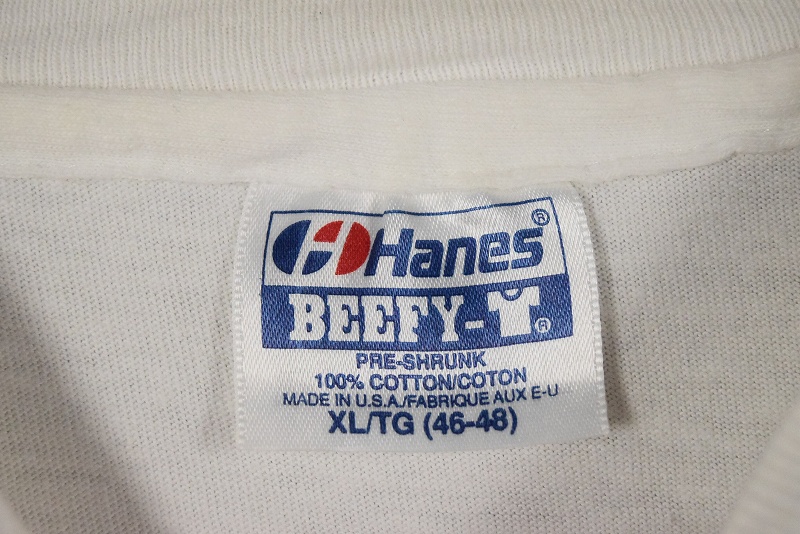 Hanes®
BEEFY-T®
PRE-SHRUNK
100% COTTON/COTON
MADE IN U.S.A./FABRIQUE AUX E-U
XL/TG (46-48)